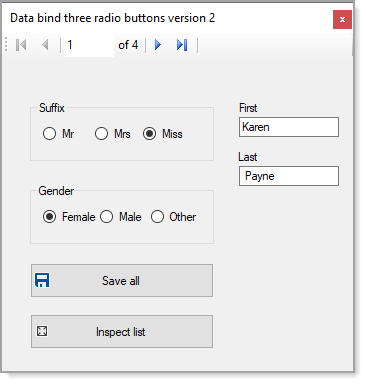 Data bind three radio buttons version 2
x
1 of 4
Suffix
Mr Mrs Miss
First
Karen
Last
Payne
Gender
Female Male Other
Save all
Inspect list